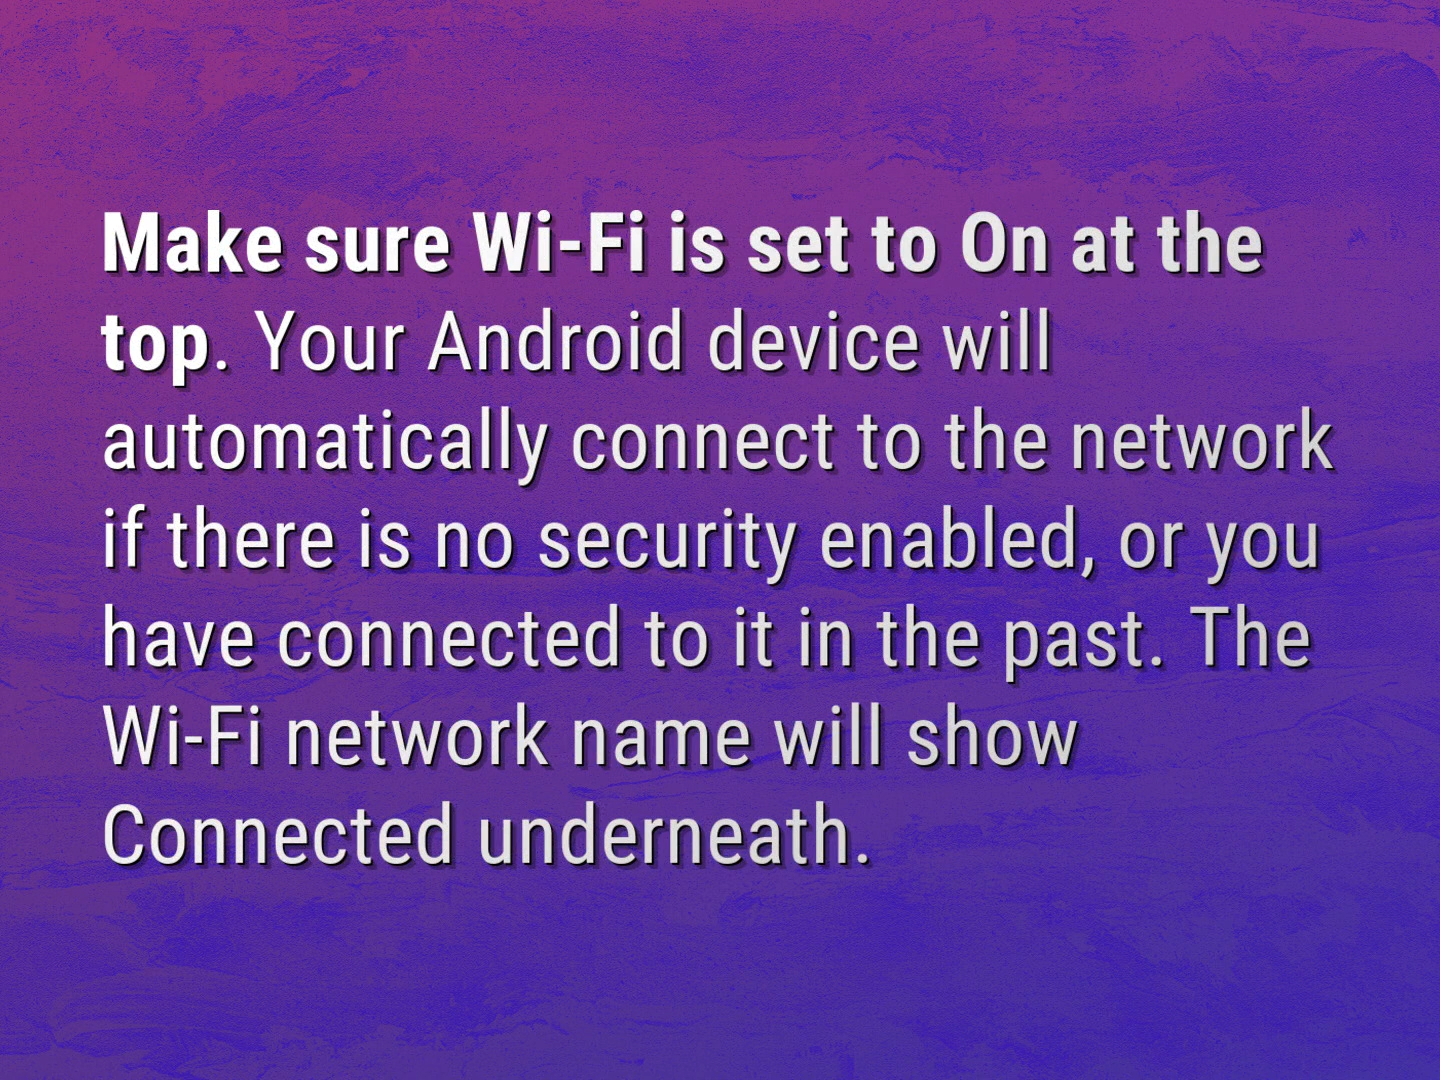 Make sure Wi-Fi is set to On at the
top. Your Android device will
automatically connect to the network
if there is no security enabled, or you
have connected to it in the past. The
Wi-Fi network name will show
Connected underneath.